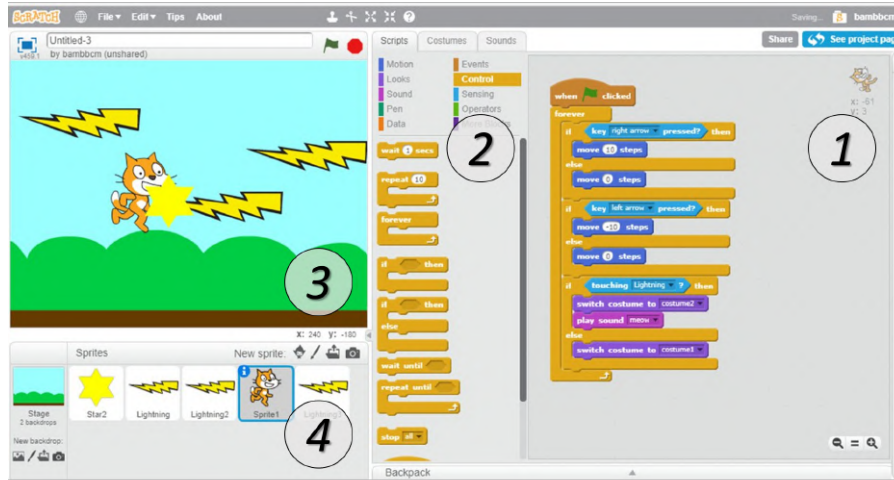 SCRATCH File Edit Tips About Saving... bambbcm
v459.1 Untitled-3
by bambbcm (unshared)
Scripts Costumes Sounds
Share See project pag
Motion Events
Looks Control
Sound Sensing
Pen Operators
Data
wait 1 secs
repeat 10
forever
if then
if then
else
wait until
repeat until
stop all
2
when clicked
forever
if key right arrow pressed? then
move 10 steps
else
move 0 steps
if key left arrow pressed? then
move -10 steps
else
move 0 steps
if touching Lightning ? then
switch costume to costume2
play sound meow
else
switch costume to costume1
x: -81
y: 3
1
3
x: 240 y: -180
Sprites New sprite:
Stage
2 backdrops
New backdrop:
Star2 Lightning Lightning2 Sprite1 Lightning3
4
Backpack